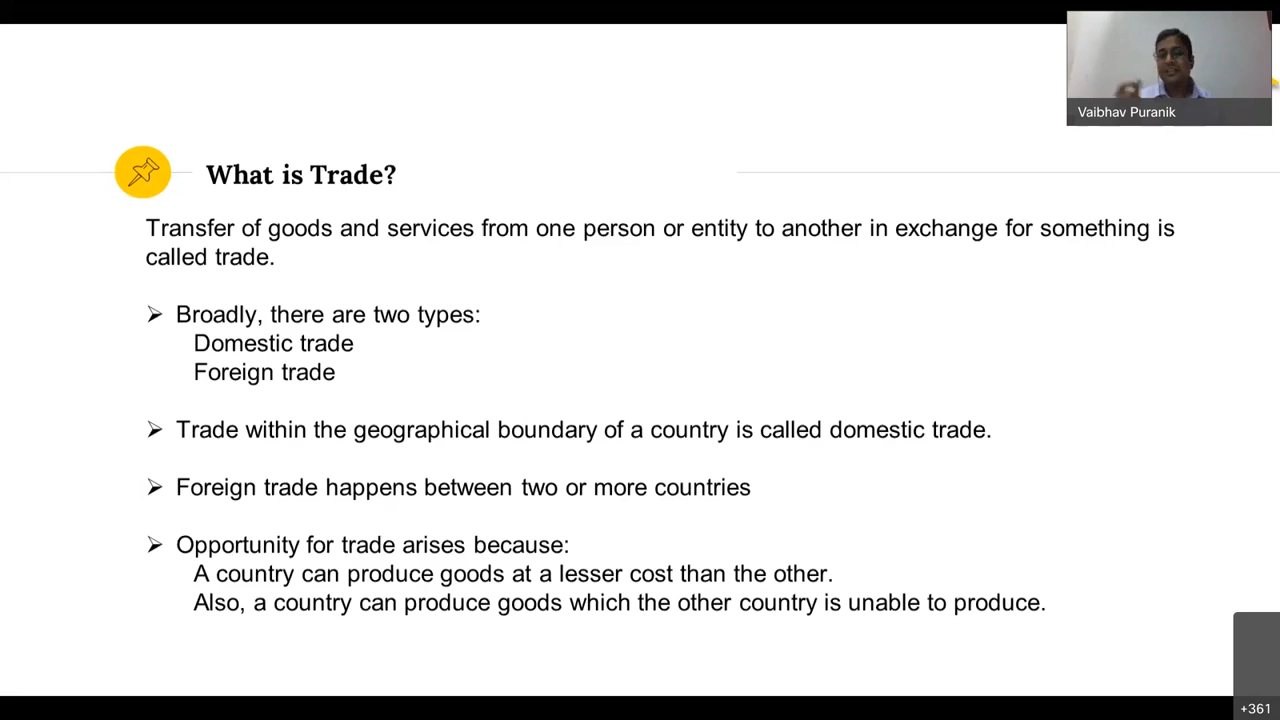 Vaibhav Puranik
What is Trade?
Transfer of goods and services from one person or entity to another in exchange for something is
called trade.
➢ Broadly, there are two types:
Domestic trade
Foreign trade
➢ Trade within the geographical boundary of a country is called domestic trade.
➢ Foreign trade happens between two or more countries
➢ Opportunity for trade arises because:
A country can produce goods at a lesser cost than the other.
Also, a country can produce goods which the other country is unable to produce.
+361